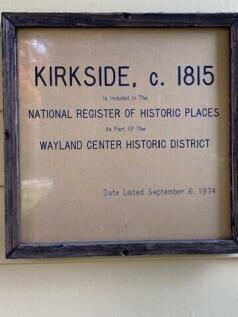 KIRKSIDE, c. 1815
Is Included In The
NATIONAL REGISTER OF HISTORIC PLACES
As Part Of The
WAYLAND CENTER HISTORIC DISTRICT
Date Listed September 6, 1974